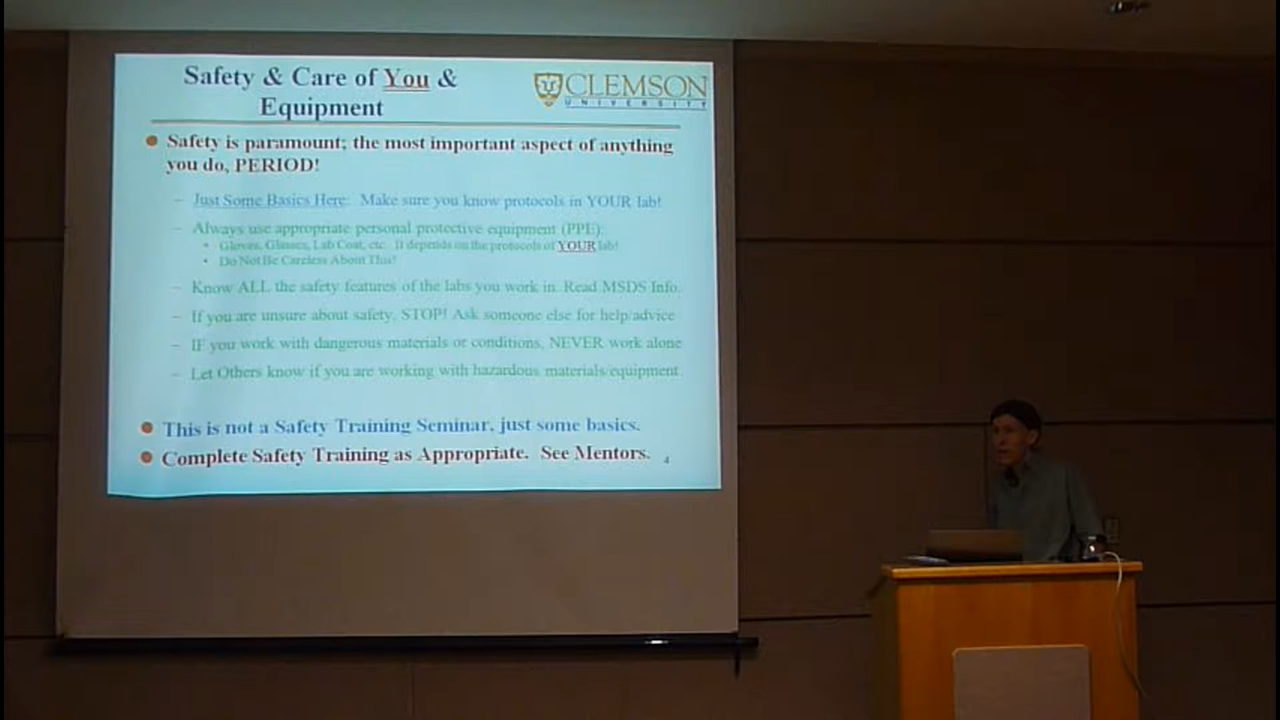 Safety & Care of You &
Equipment
CLEMSON
UNIVERSITY
Safety is paramount; the most important aspect of anything
you do, PERIOD!
– Just Some Basics Here: Make sure you know protocols in YOUR lab!
– Always use appropriate personal protective equipment (PPE):
• Gloves, Glasses, Lab Coat, etc. It depends on the protocols of YOUR lab!
• Do Not Be Careless About This!
– Know ALL the safety features of the labs you work in. Read MSDS Info.
– If you are unsure about safety, STOP! Ask someone else for help/advice
– IF you work with dangerous materials or conditions, NEVER work alone
– Let Others know if you are working with hazardous materials/equipment
This is not a Safety Training Seminar, just some basics.
Complete Safety Training as Appropriate. See Mentors.
4